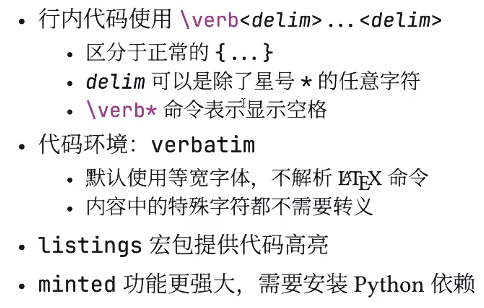 • 行内代码使用 \verb<delim>...<delim>
• 区分于正常的 {...}
• delim 可以是除了星号 * 的任意字符
• \verb* 命令表示显示空格
• 代码环境：verbatim
• 默认使用等宽字体，不解析 LATEX 命令
• 内容中的特殊字符都不需要转义
• listings 宏包提供代码高亮
• minted 功能更强大，需要安装 Python 依赖